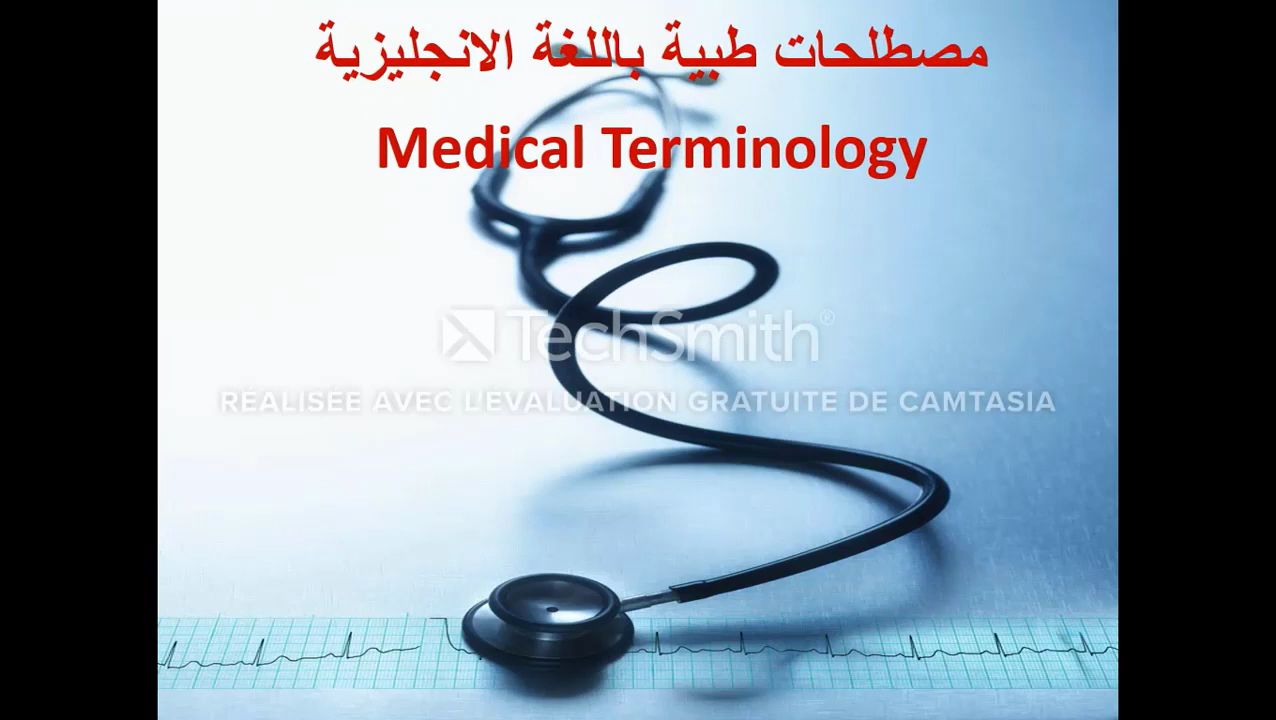 مصطلحات طبية باللغة الانجليزية
Medical Terminology
TechSmith®
RÉALISÉE AVEC L'ÉVALUATION GRATUITE DE CAMTASIA